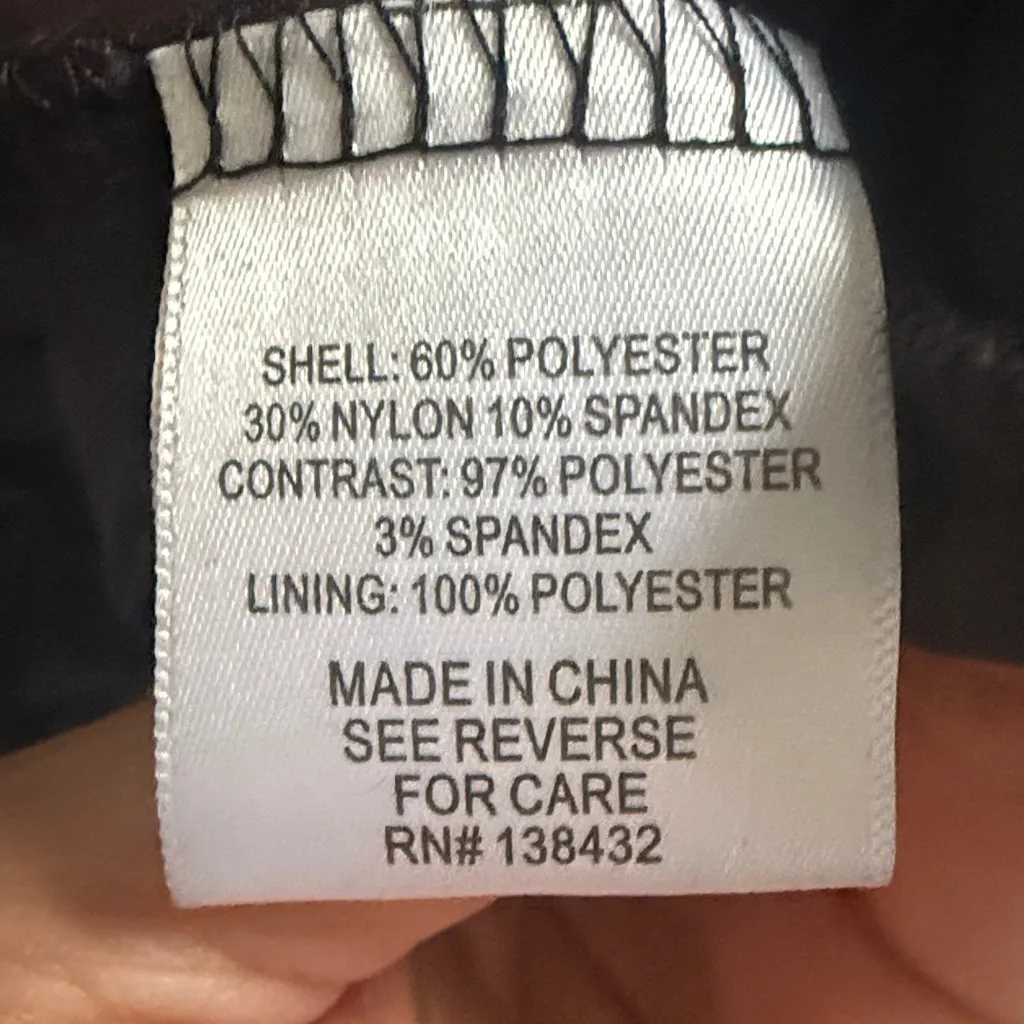 SHELL: 60% POLYESTER
30% NYLON 10% SPANDEX
CONTRAST: 97% POLYESTER
3% SPANDEX
LINING: 100% POLYESTER
MADE IN CHINA
SEE REVERSE
FOR CARE
RN# 138432